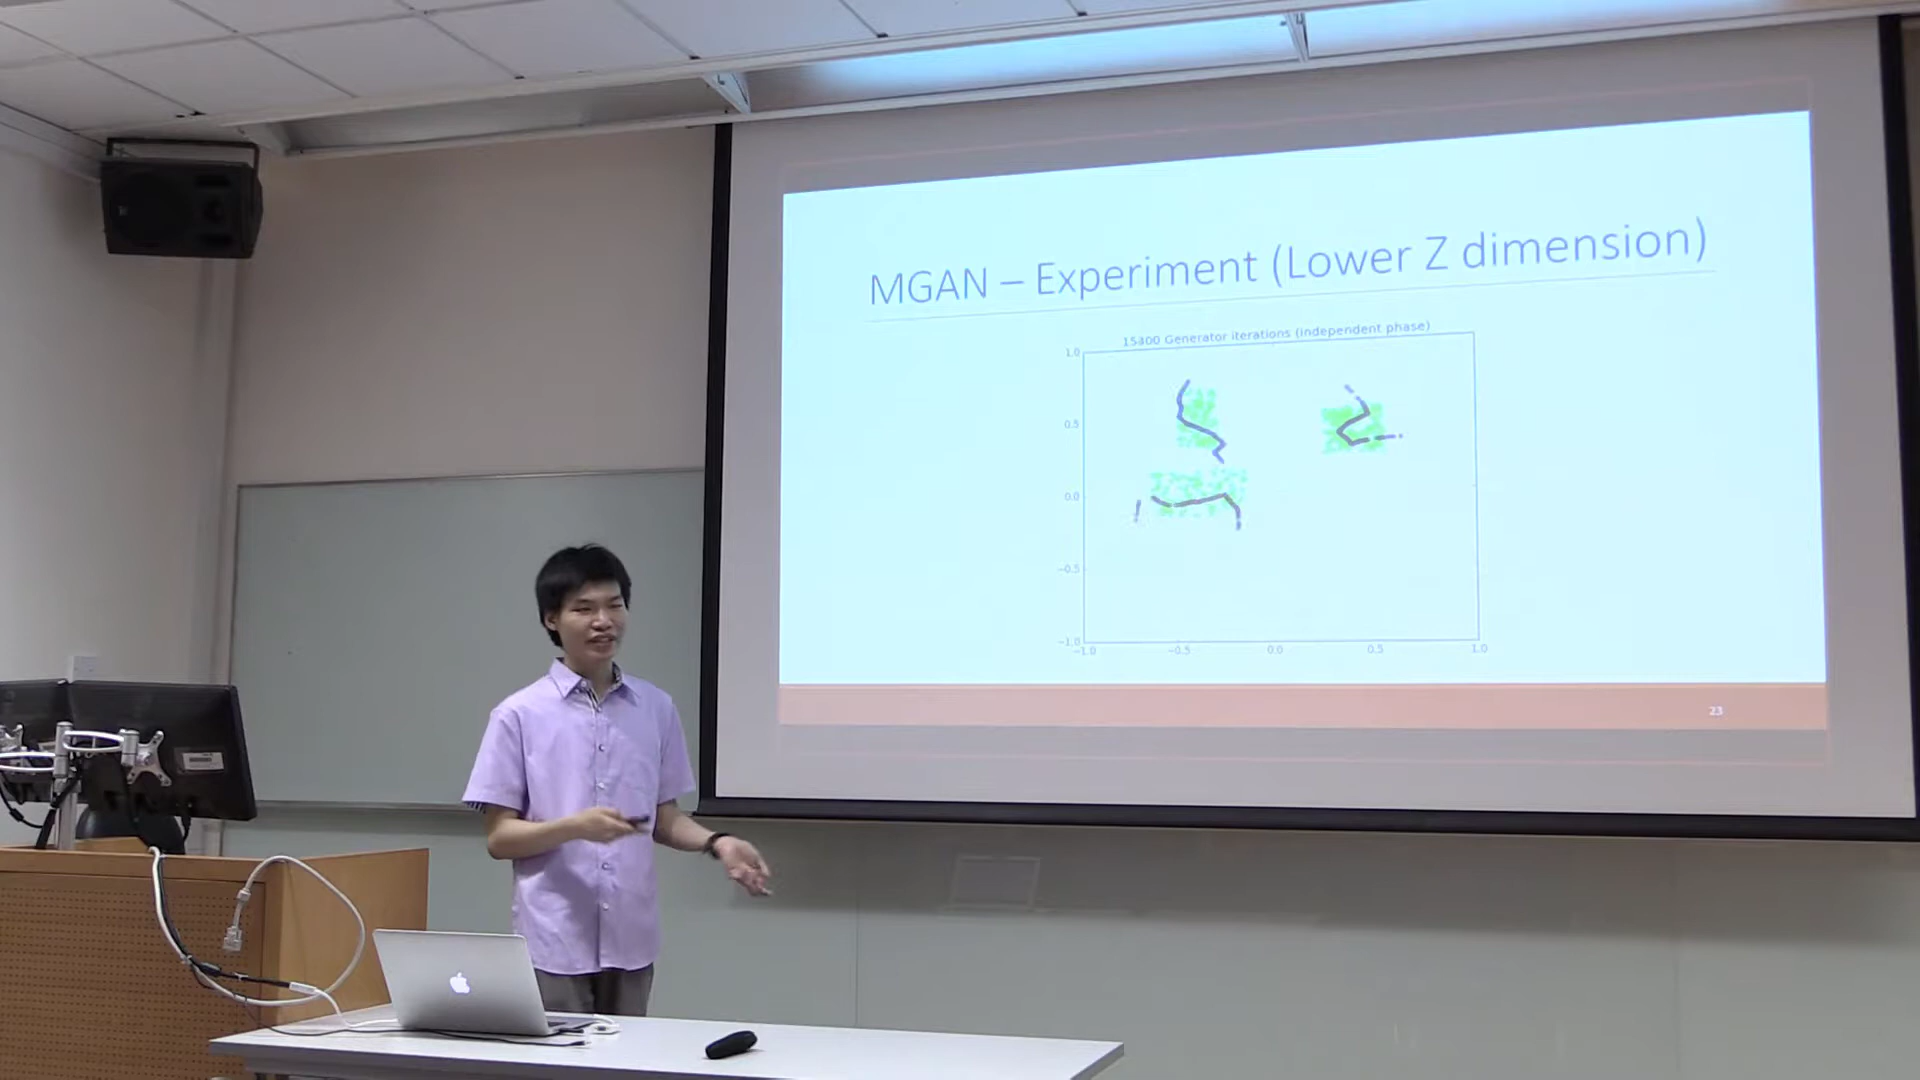 MGAN – Experiment (Lower Z dimension)
15400 Generator iterations (independent phase)
1.0
0.5
0.0
−0.5
−1.0
−1.0 −0.5 0.0 0.5 1.0
23